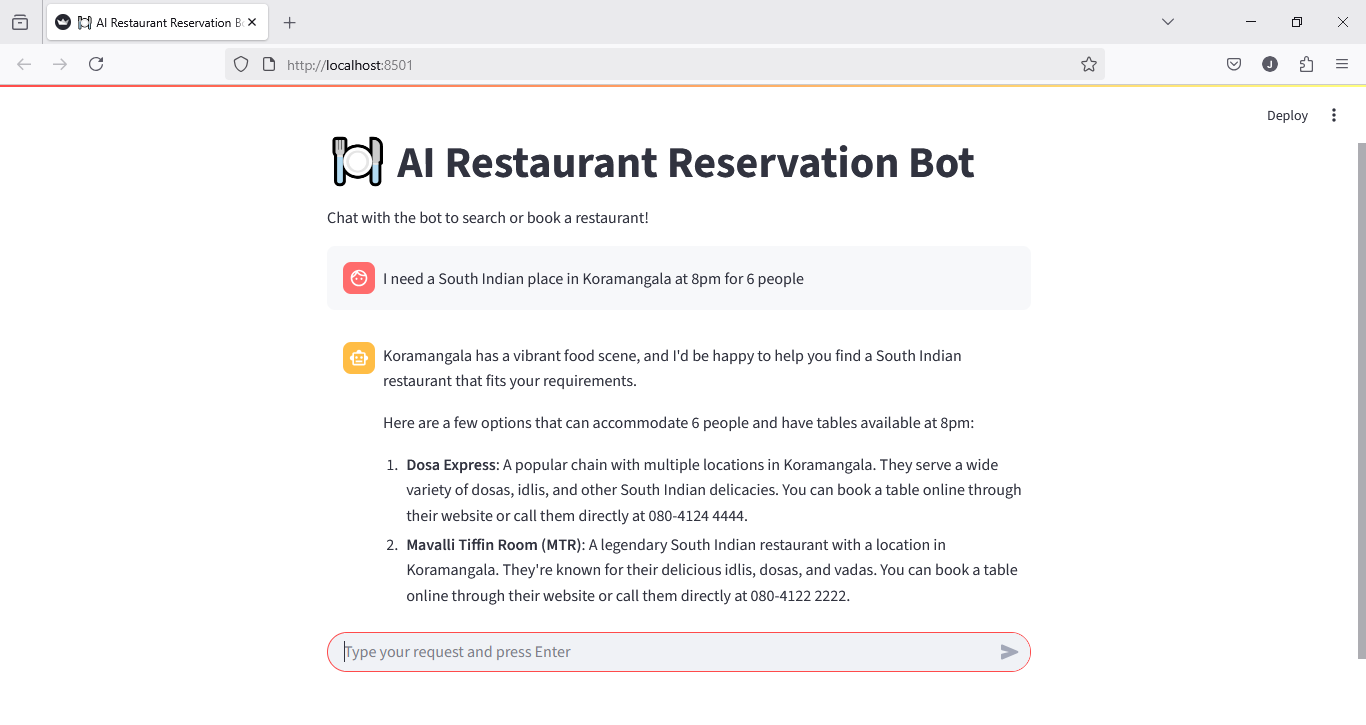 AI Restaurant Reservation B
http://localhost:8501
J
Deploy
AI Restaurant Reservation Bot
Chat with the bot to search or book a restaurant!
I need a South Indian place in Koramangala at 8pm for 6 people
Koramangala has a vibrant food scene, and I'd be happy to help you find a South Indian
restaurant that fits your requirements.
Here are a few options that can accommodate 6 people and have tables available at 8pm:
1. Dosa Express: A popular chain with multiple locations in Koramangala. They serve a wide
variety of dosas, idlis, and other South Indian delicacies. You can book a table online through
their website or call them directly at 080-4124 4444.
2. Mavalli Tiffin Room (MTR): A legendary South Indian restaurant with a location in
Koramangala. They're known for their delicious idlis, dosas, and vadas. You can book a table
online through their website or call them directly at 080-4122 2222.
Type your request and press Enter